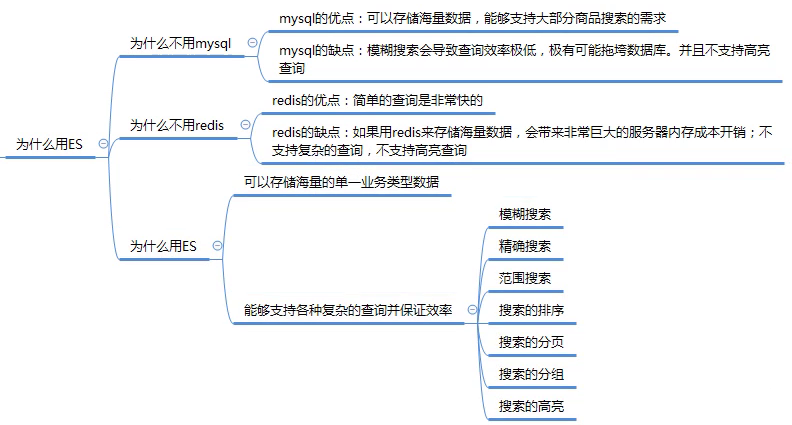 mysql的优点：可以存储海量数据，能够支持大部分商品搜索的需求
为什么不用mysql
mysql的缺点：模糊搜索会导致查询效率极低，极有可能拖垮数据库。并且不支持高亮
查询
redis的优点：简单的查询是非常快的
为什么不用redis
redis的缺点：如果用redis来存储海量数据，会带来非常巨大的服务器内存成本开销；不
支持复杂的查询，不支持高亮查询
为什么用ES
可以存储海量的单一业务类型数据
为什么用ES
能够支持各种复杂的查询并保证效率
模糊搜索
精确搜索
范围搜索
搜索的排序
搜索的分页
搜索的分组
搜索的高亮